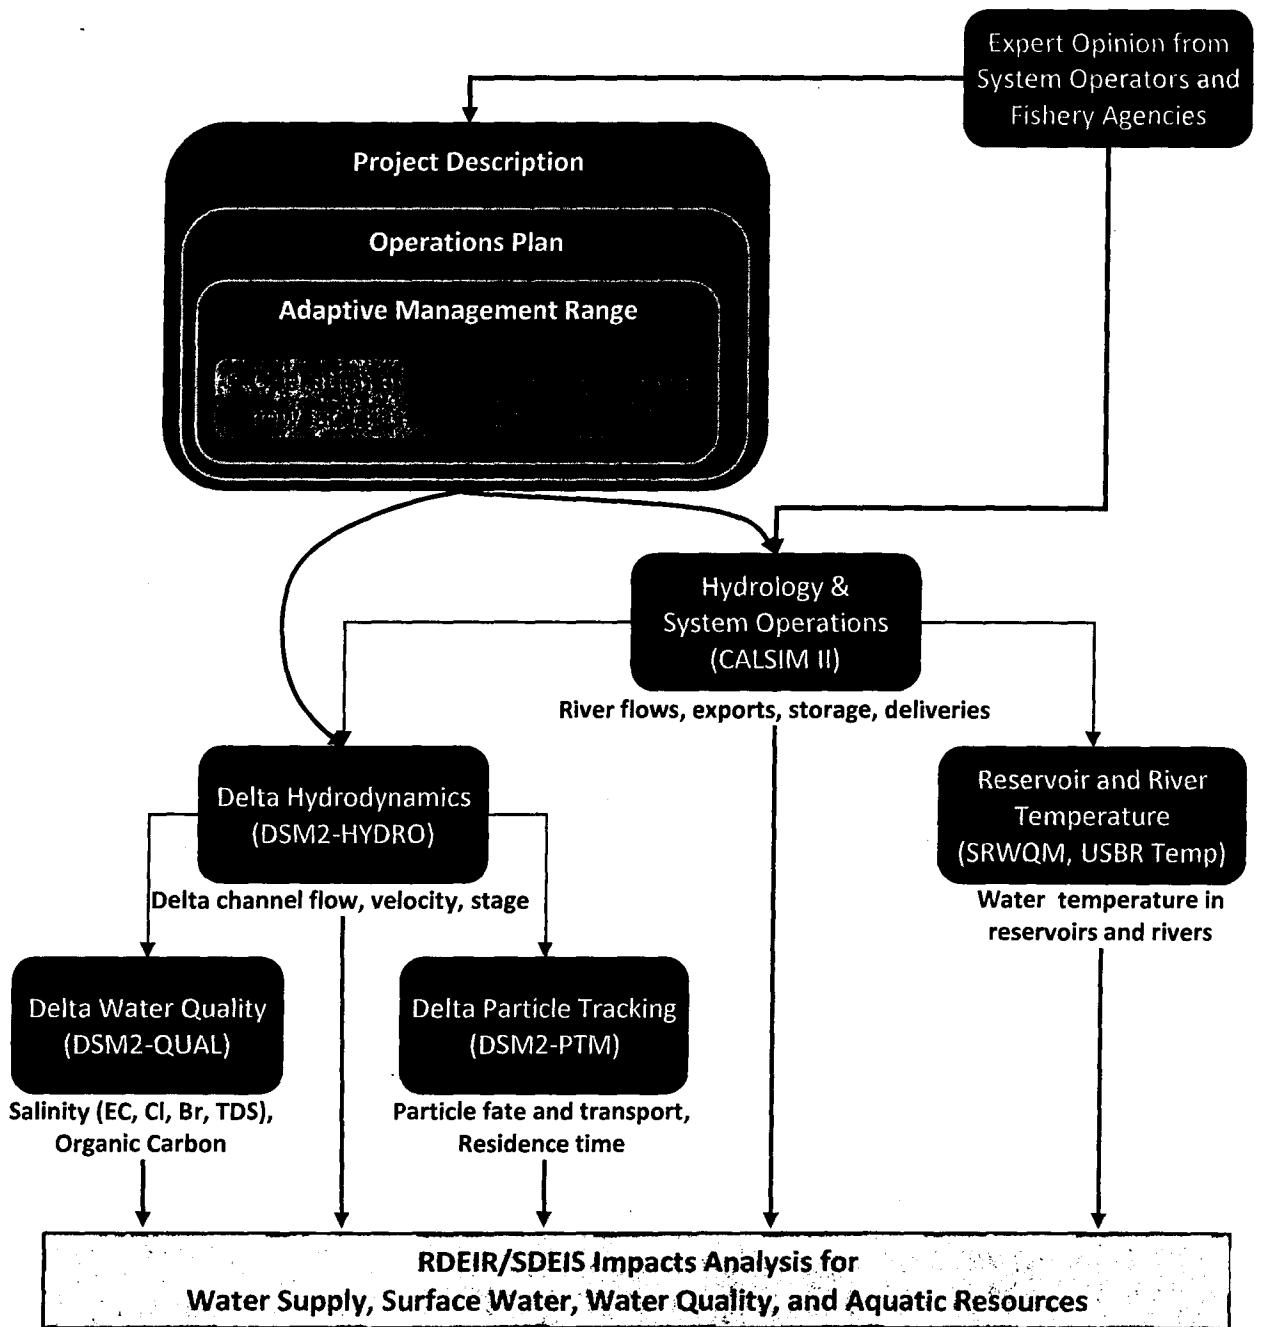 Expert Opinion from
System Operators and
Fishery Agencies
Project Description
Operations Plan
Adaptive Management Range
Hydrology &
System Operations
(CALSIM II)
River flows, exports, storage, deliveries
Delta Hydrodynamics
(DSM2-HYDRO)
Delta channel flow, velocity, stage
Reservoir and River
Temperature
(SRWQM, USBR Temp)
Water temperature in
reservoirs and rivers
Delta Water Quality
(DSM2-QUAL)
Salinity (EC, Cl, Br, TDS),
Organic Carbon
Delta Particle Tracking
(DSM2-PTM)
Particle fate and transport,
Residence time
RDEIR/SDEIS Impacts Analysis for
Water Supply, Surface Water, Water Quality, and Aquatic Resources